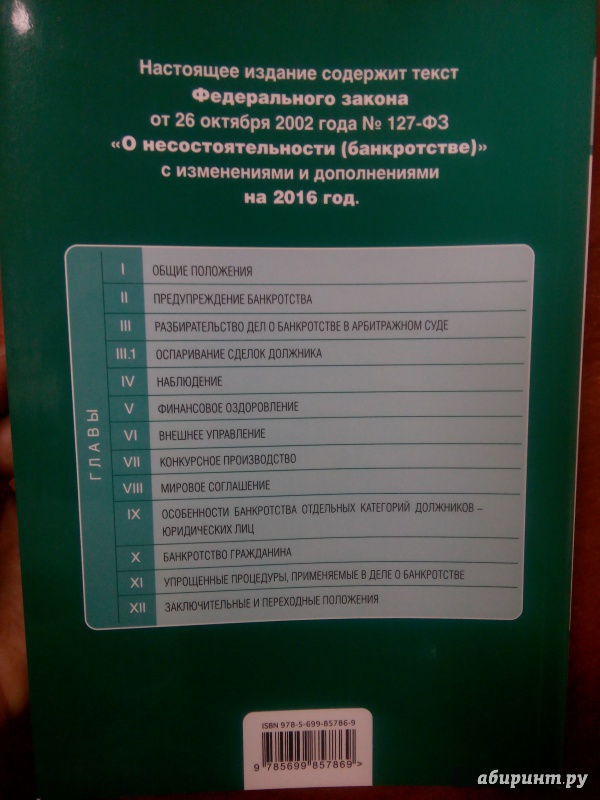 Настоящее издание содержит текст
Федерального закона
от 26 октября 2002 года № 127-ФЗ
«О несостоятельности (банкротстве)»
с изменениями и дополнениями
на 2016 год.
ГЛАВЫ
I ОБЩИЕ ПОЛОЖЕНИЯ
II ПРЕДУПРЕЖДЕНИЕ БАНКРОТСТВА
III РАЗБИРАТЕЛЬСТВО ДЕЛ О БАНКРОТСТВЕ В АРБИТРАЖНОМ СУДЕ
III.1 ОСПАРИВАНИЕ СДЕЛОК ДОЛЖНИКА
IV НАБЛЮДЕНИЕ
V ФИНАНСОВОЕ ОЗДОРОВЛЕНИЕ
VI ВНЕШНЕЕ УПРАВЛЕНИЕ
VII КОНКУРСНОЕ ПРОИЗВОДСТВО
VIII МИРОВОЕ СОГЛАШЕНИЕ
IX ОСОБЕННОСТИ БАНКРОТСТВА ОТДЕЛЬНЫХ КАТЕГОРИЙ ДОЛЖНИКОВ –
ЮРИДИЧЕСКИХ ЛИЦ
X БАНКРОТСТВО ГРАЖДАНИНА
XI УПРОЩЕННЫЕ ПРОЦЕДУРЫ, ПРИМЕНЯЕМЫЕ В ДЕЛЕ О БАНКРОТСТВЕ
XII ЗАКЛЮЧИТЕЛЬНЫЕ И ПЕРЕХОДНЫЕ ПОЛОЖЕНИЯ
ISBN 978-5-699-85786-9
9 785699 857869 >
абиринт.ру